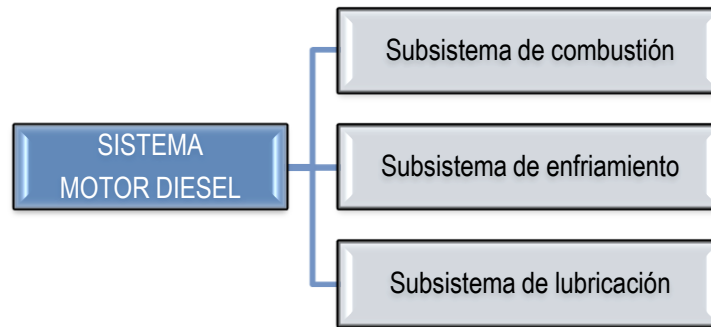 SISTEMA
MOTOR DIESEL
Subsistema de combustión
Subsistema de enfriamiento
Subsistema de lubricación